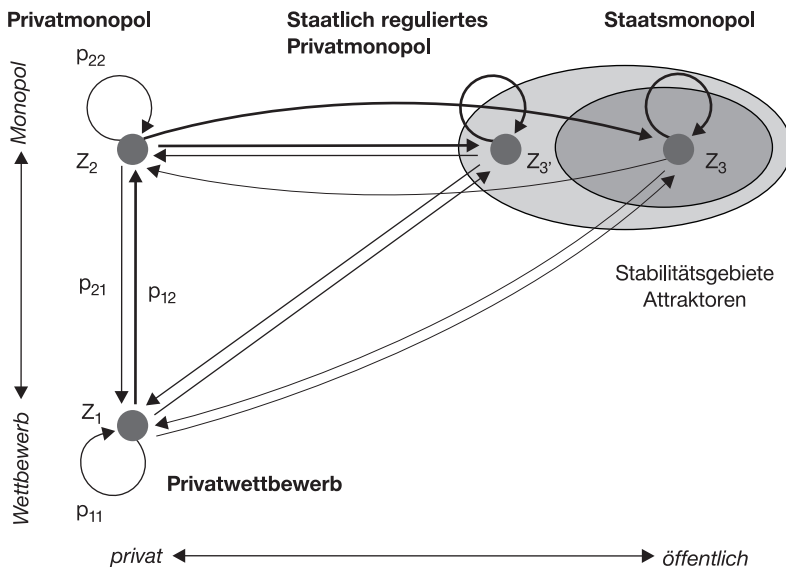 Privatmonopol
Staatlich reguliertes
Privatmonopol
Staatsmonopol
p22
Monopol
Z2
Z3'
Z3
Stabilitätsgebiete
Attraktoren
p21
p12
Z1
Privatwettbewerb
Wettbewerb
p11
privat
öffentlich